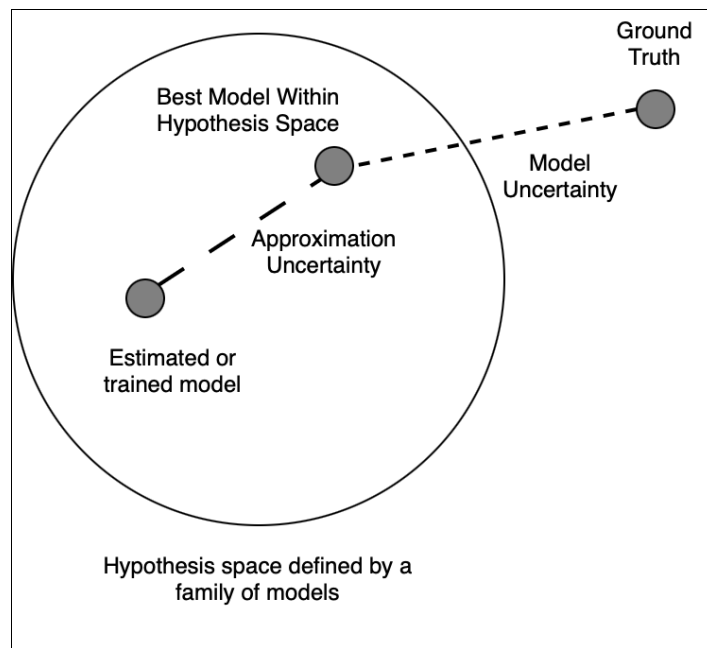 Ground
Truth
Best Model Within
Hypothesis Space
Model
Uncertainty
Approximation
Uncertainty
Estimated or
trained model
Hypothesis space defined by a
family of models